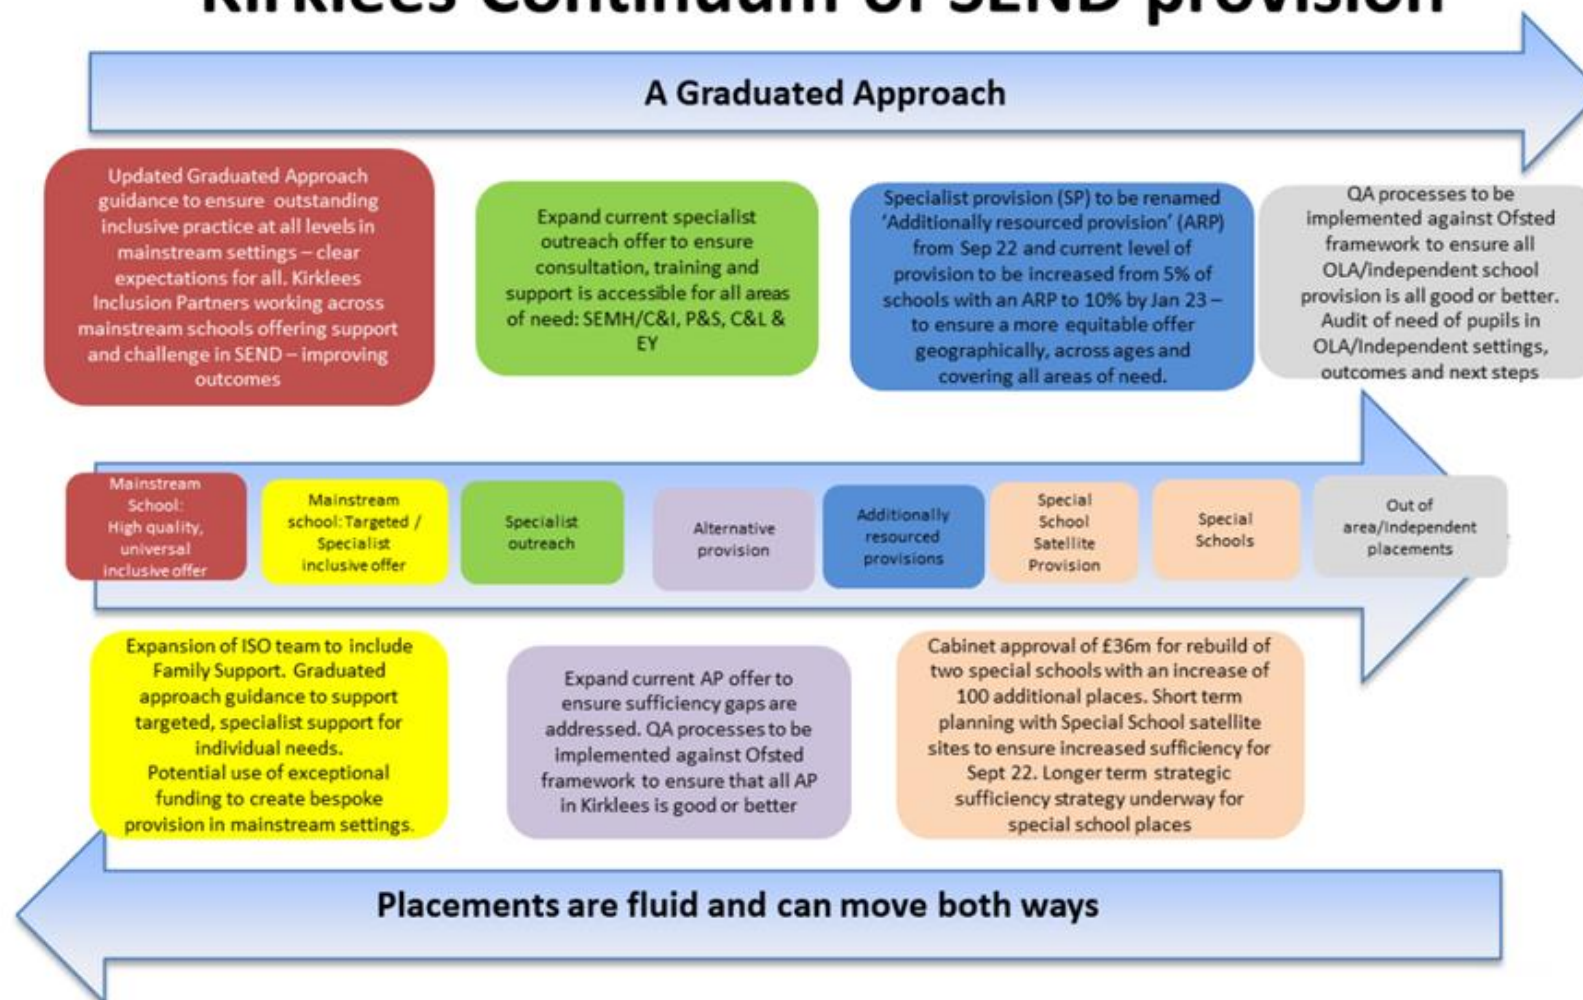 Kirklees Continuum of SEND provision
A Graduated Approach
Updated Graduated Approach
guidance to ensure outstanding
inclusive practice at all levels in
mainstream settings – clear
expectations for all. Kirklees
Inclusion Partners working across
mainstream schools offering support
and challenge in SEND – improving
outcomes
Expand current specialist
outreach offer to ensure
consultation, training and
support is accessible for all areas
of need: SEMH/C&I, P&S, C&L &
EY
Specialist provision (SP) to be renamed
‘Additionally resourced provision’ (ARP)
from Sep 22 and current level of
provision to be increased from 5% of
schools with an ARP to 10% by Jan 23 –
to ensure a more equitable offer
geographically, across ages and
covering all areas of need.
QA processes to be
implemented against Ofsted
framework to ensure all
OLA/independent school
provision is all good or better.
Audit of need of pupils in
OLA/Independent settings,
outcomes and next steps
Mainstream
School:
High quality,
universal
inclusive offer
Mainstream
school: Targeted /
Specialist
inclusive offer
Specialist
outreach
Alternative
provision
Additionally
resourced
provisions
Special
School
Satellite
Provision
Special
Schools
Out of
area/Independent
placements
Expansion of ISO team to include
Family Support. Graduated
approach guidance to support
targeted, specialist support for
individual needs.
Potential use of exceptional
funding to create bespoke
provision in mainstream settings.
Expand current AP offer to
ensure sufficiency gaps are
addressed. QA processes to be
implemented against Ofsted
framework to ensure that all AP
in Kirklees is good or better
Cabinet approval of £36m for rebuild of
two special schools with an increase of
100 additional places. Short term
planning with Special School satellite
sites to ensure increased sufficiency for
Sept 22. Longer term strategic
sufficiency strategy underway for
special school places
Placements are fluid and can move both ways